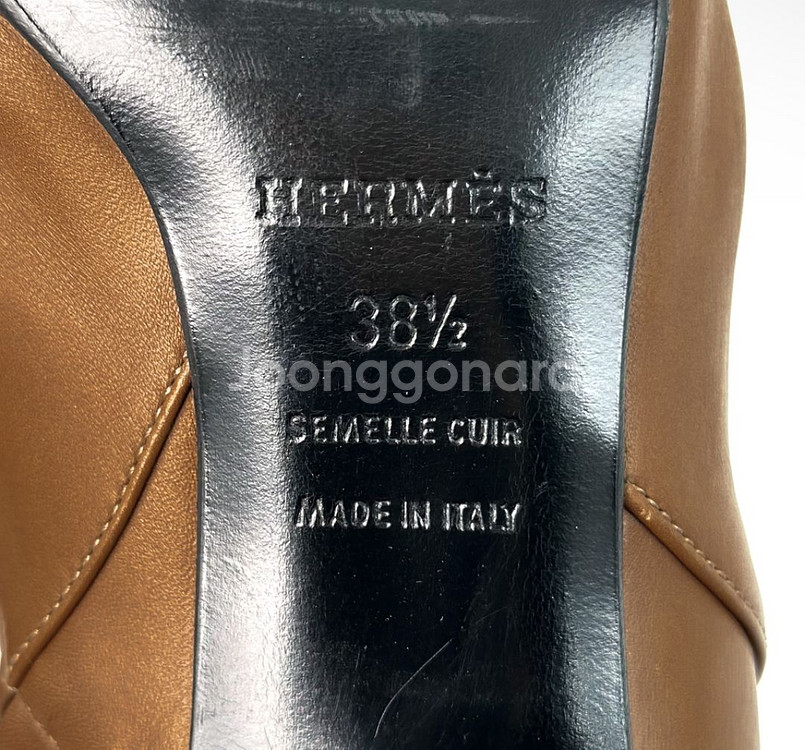 HERMÈS
38½
Joonggonara
SEMELLE CUIR
MADE IN ITALY